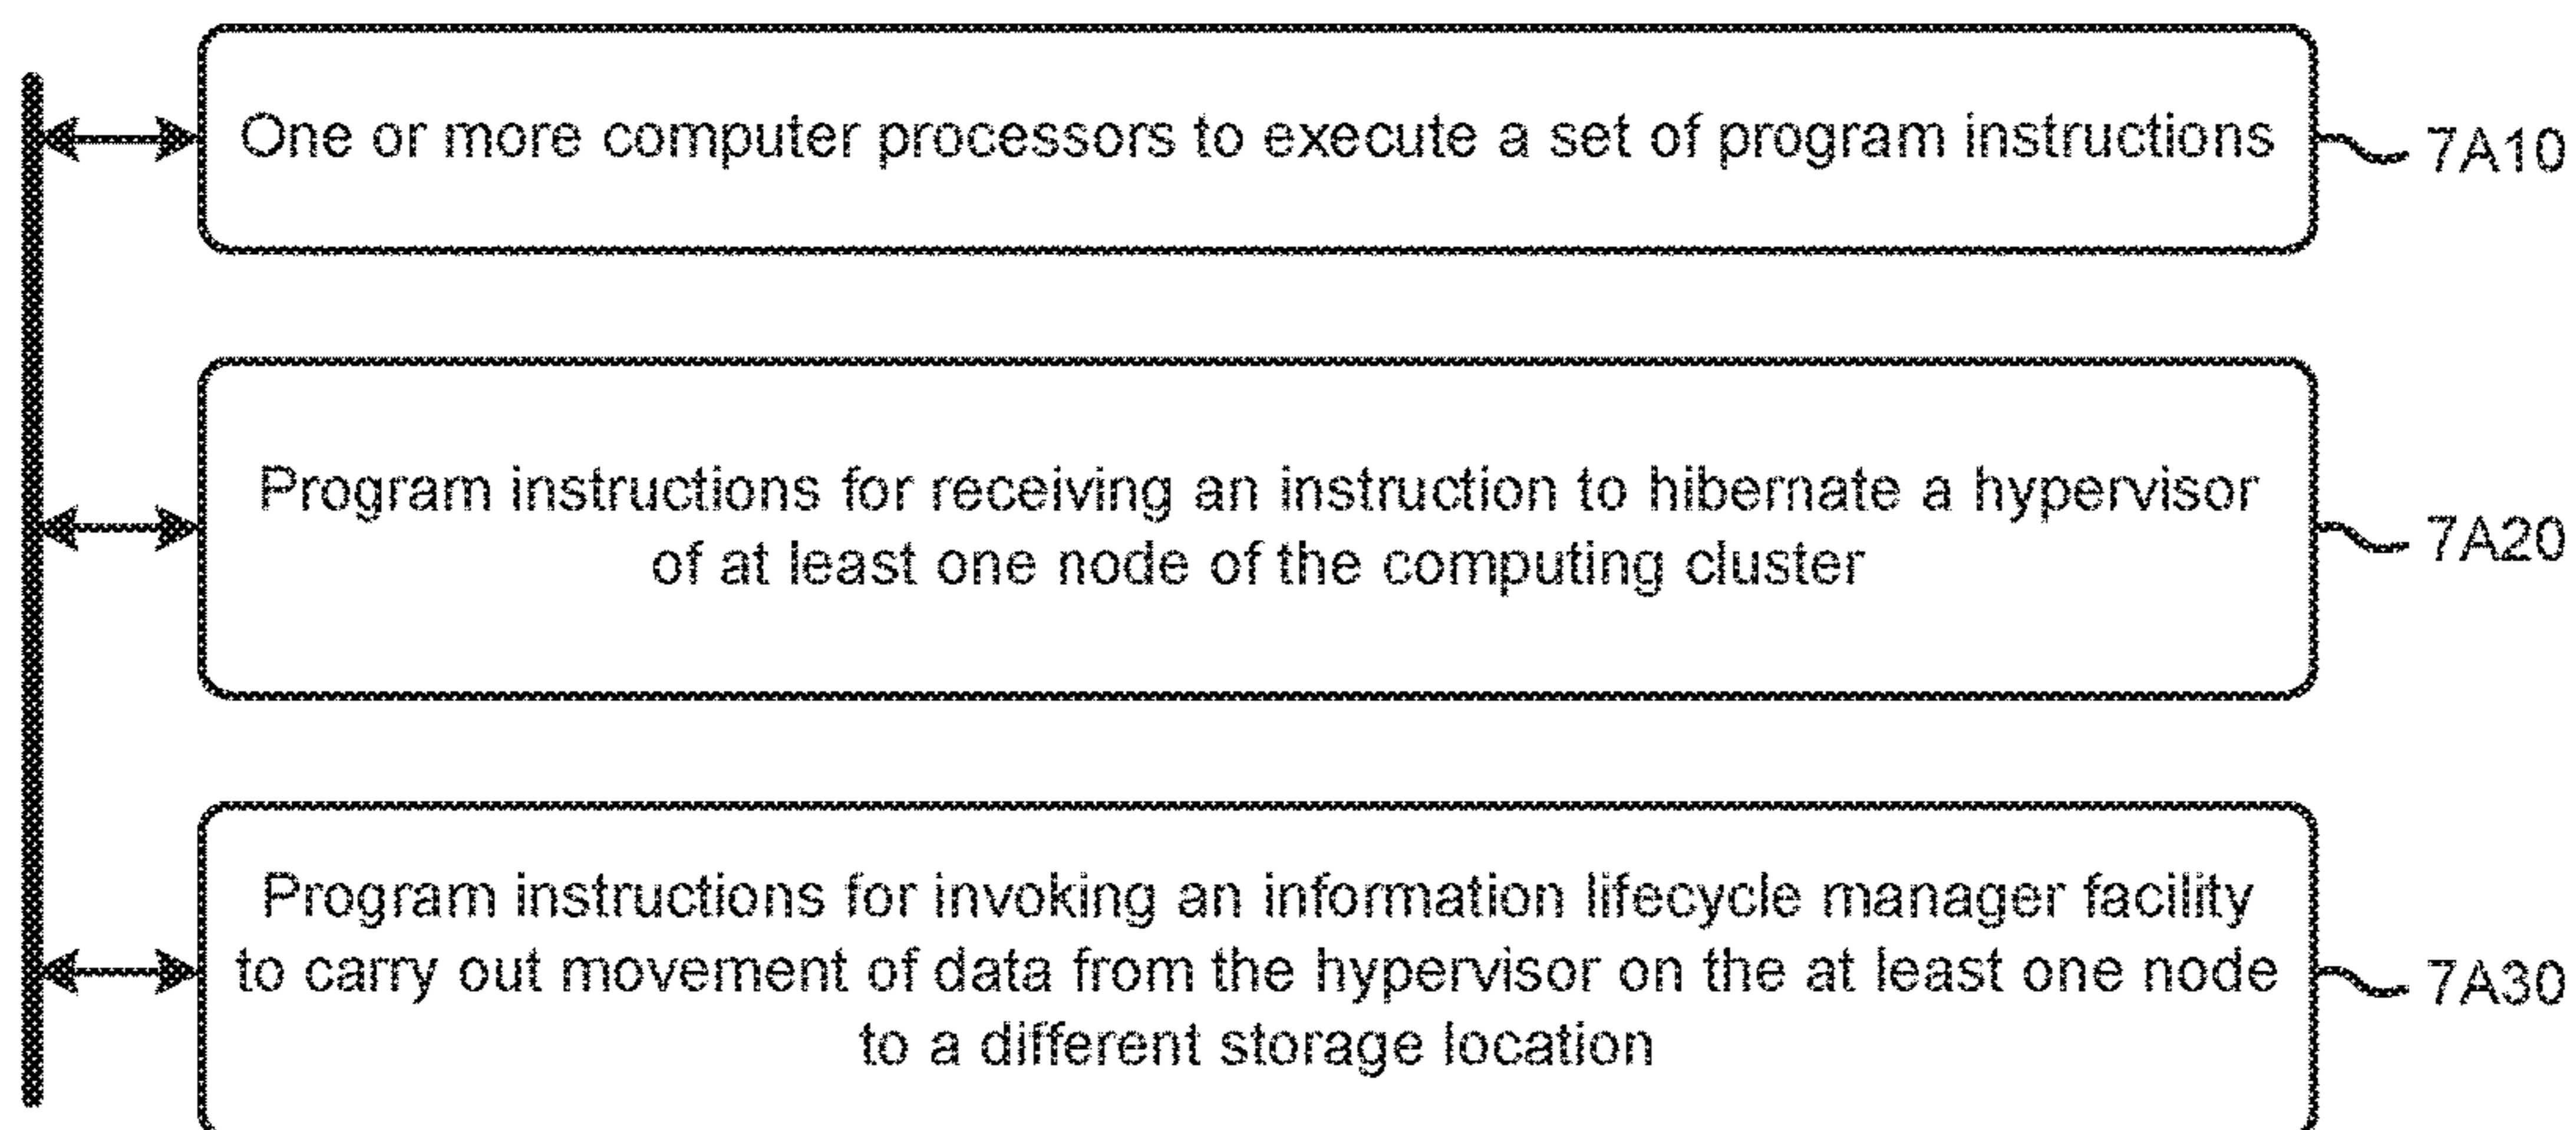 One or more computer processors to execute a set of program instructions
7A10
Program instructions for receiving an instruction to hibernate a hypervisor
of at least one node of the computing cluster
7A20
Program instructions for invoking an information lifecycle manager facility
to carry out movement of data from the hypervisor on the at least one node
to a different storage location
7A30